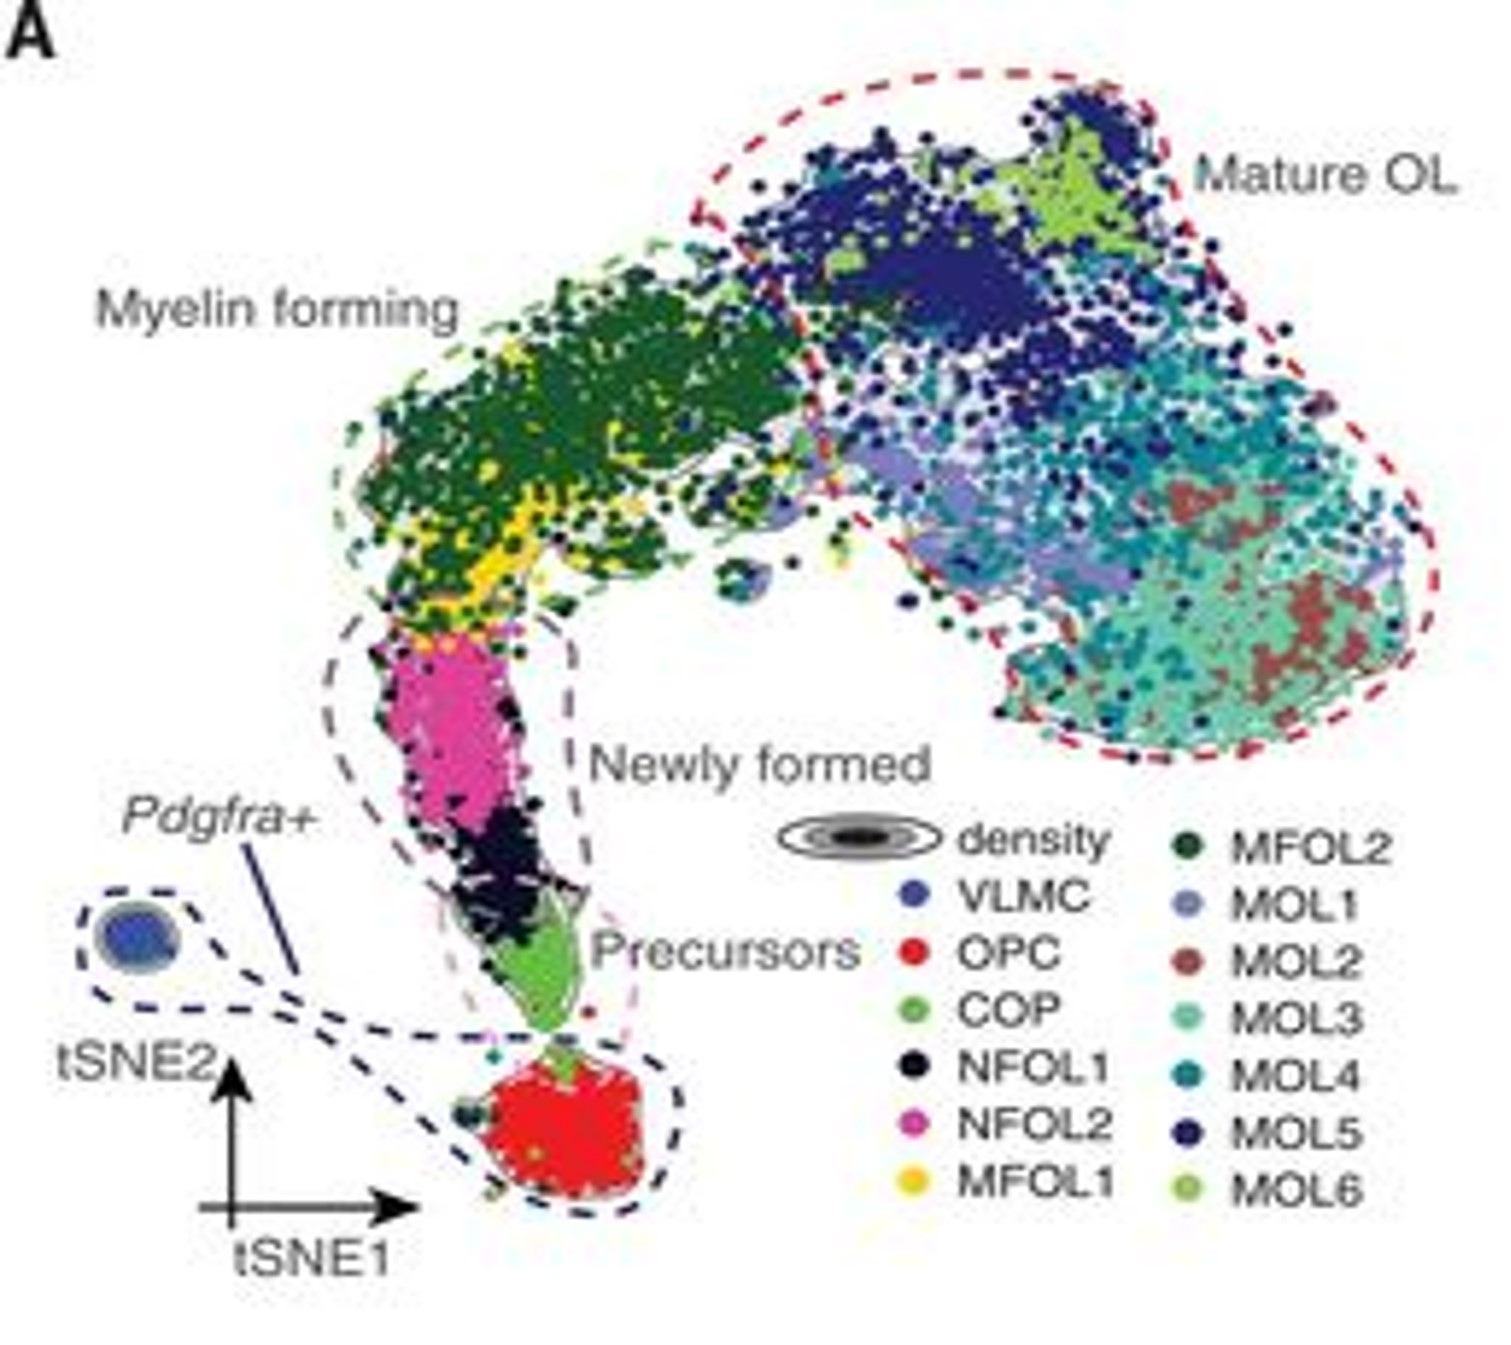 A
Mature OL
Myelin forming
Newly formed
Pdgfra+
Precursors
tSNE2
tSNE1
density
VLMC
OPC
COP
NFOL1
NFOL2
MFOL1
MFOL2
MOL1
MOL2
MOL3
MOL4
MOL5
MOL6